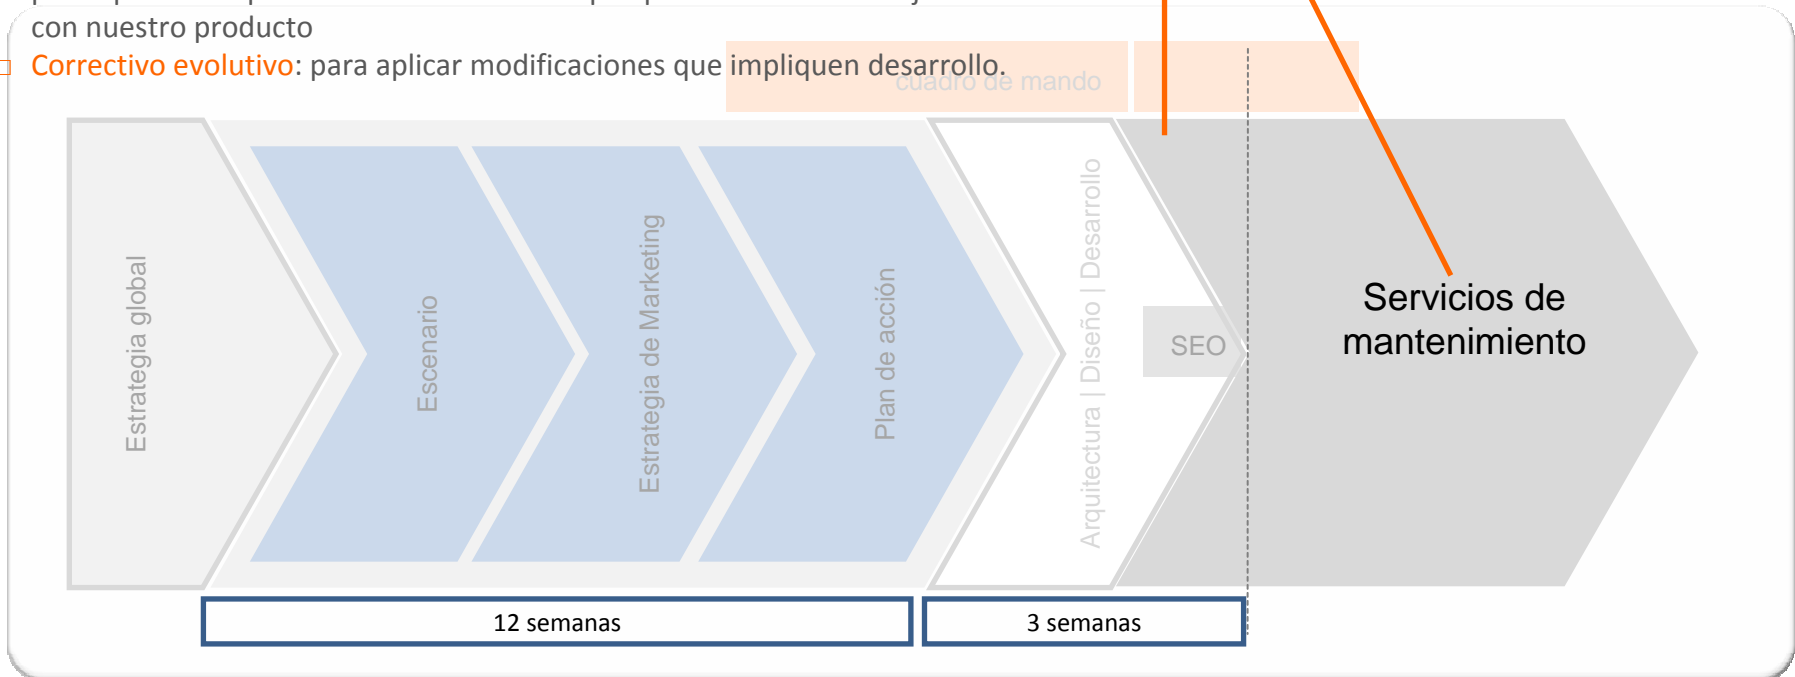 con nuestro producto
Correctivo evolutivo: para aplicar modificaciones que impliquen desarrollo.
cuadro de mando
Estrategia global
Escenario
Estrategia de Marketing
Plan de acción
Arquitectura | Diseño | Desarrollo
SEO
Servicios de
mantenimiento
12 semanas
3 semanas